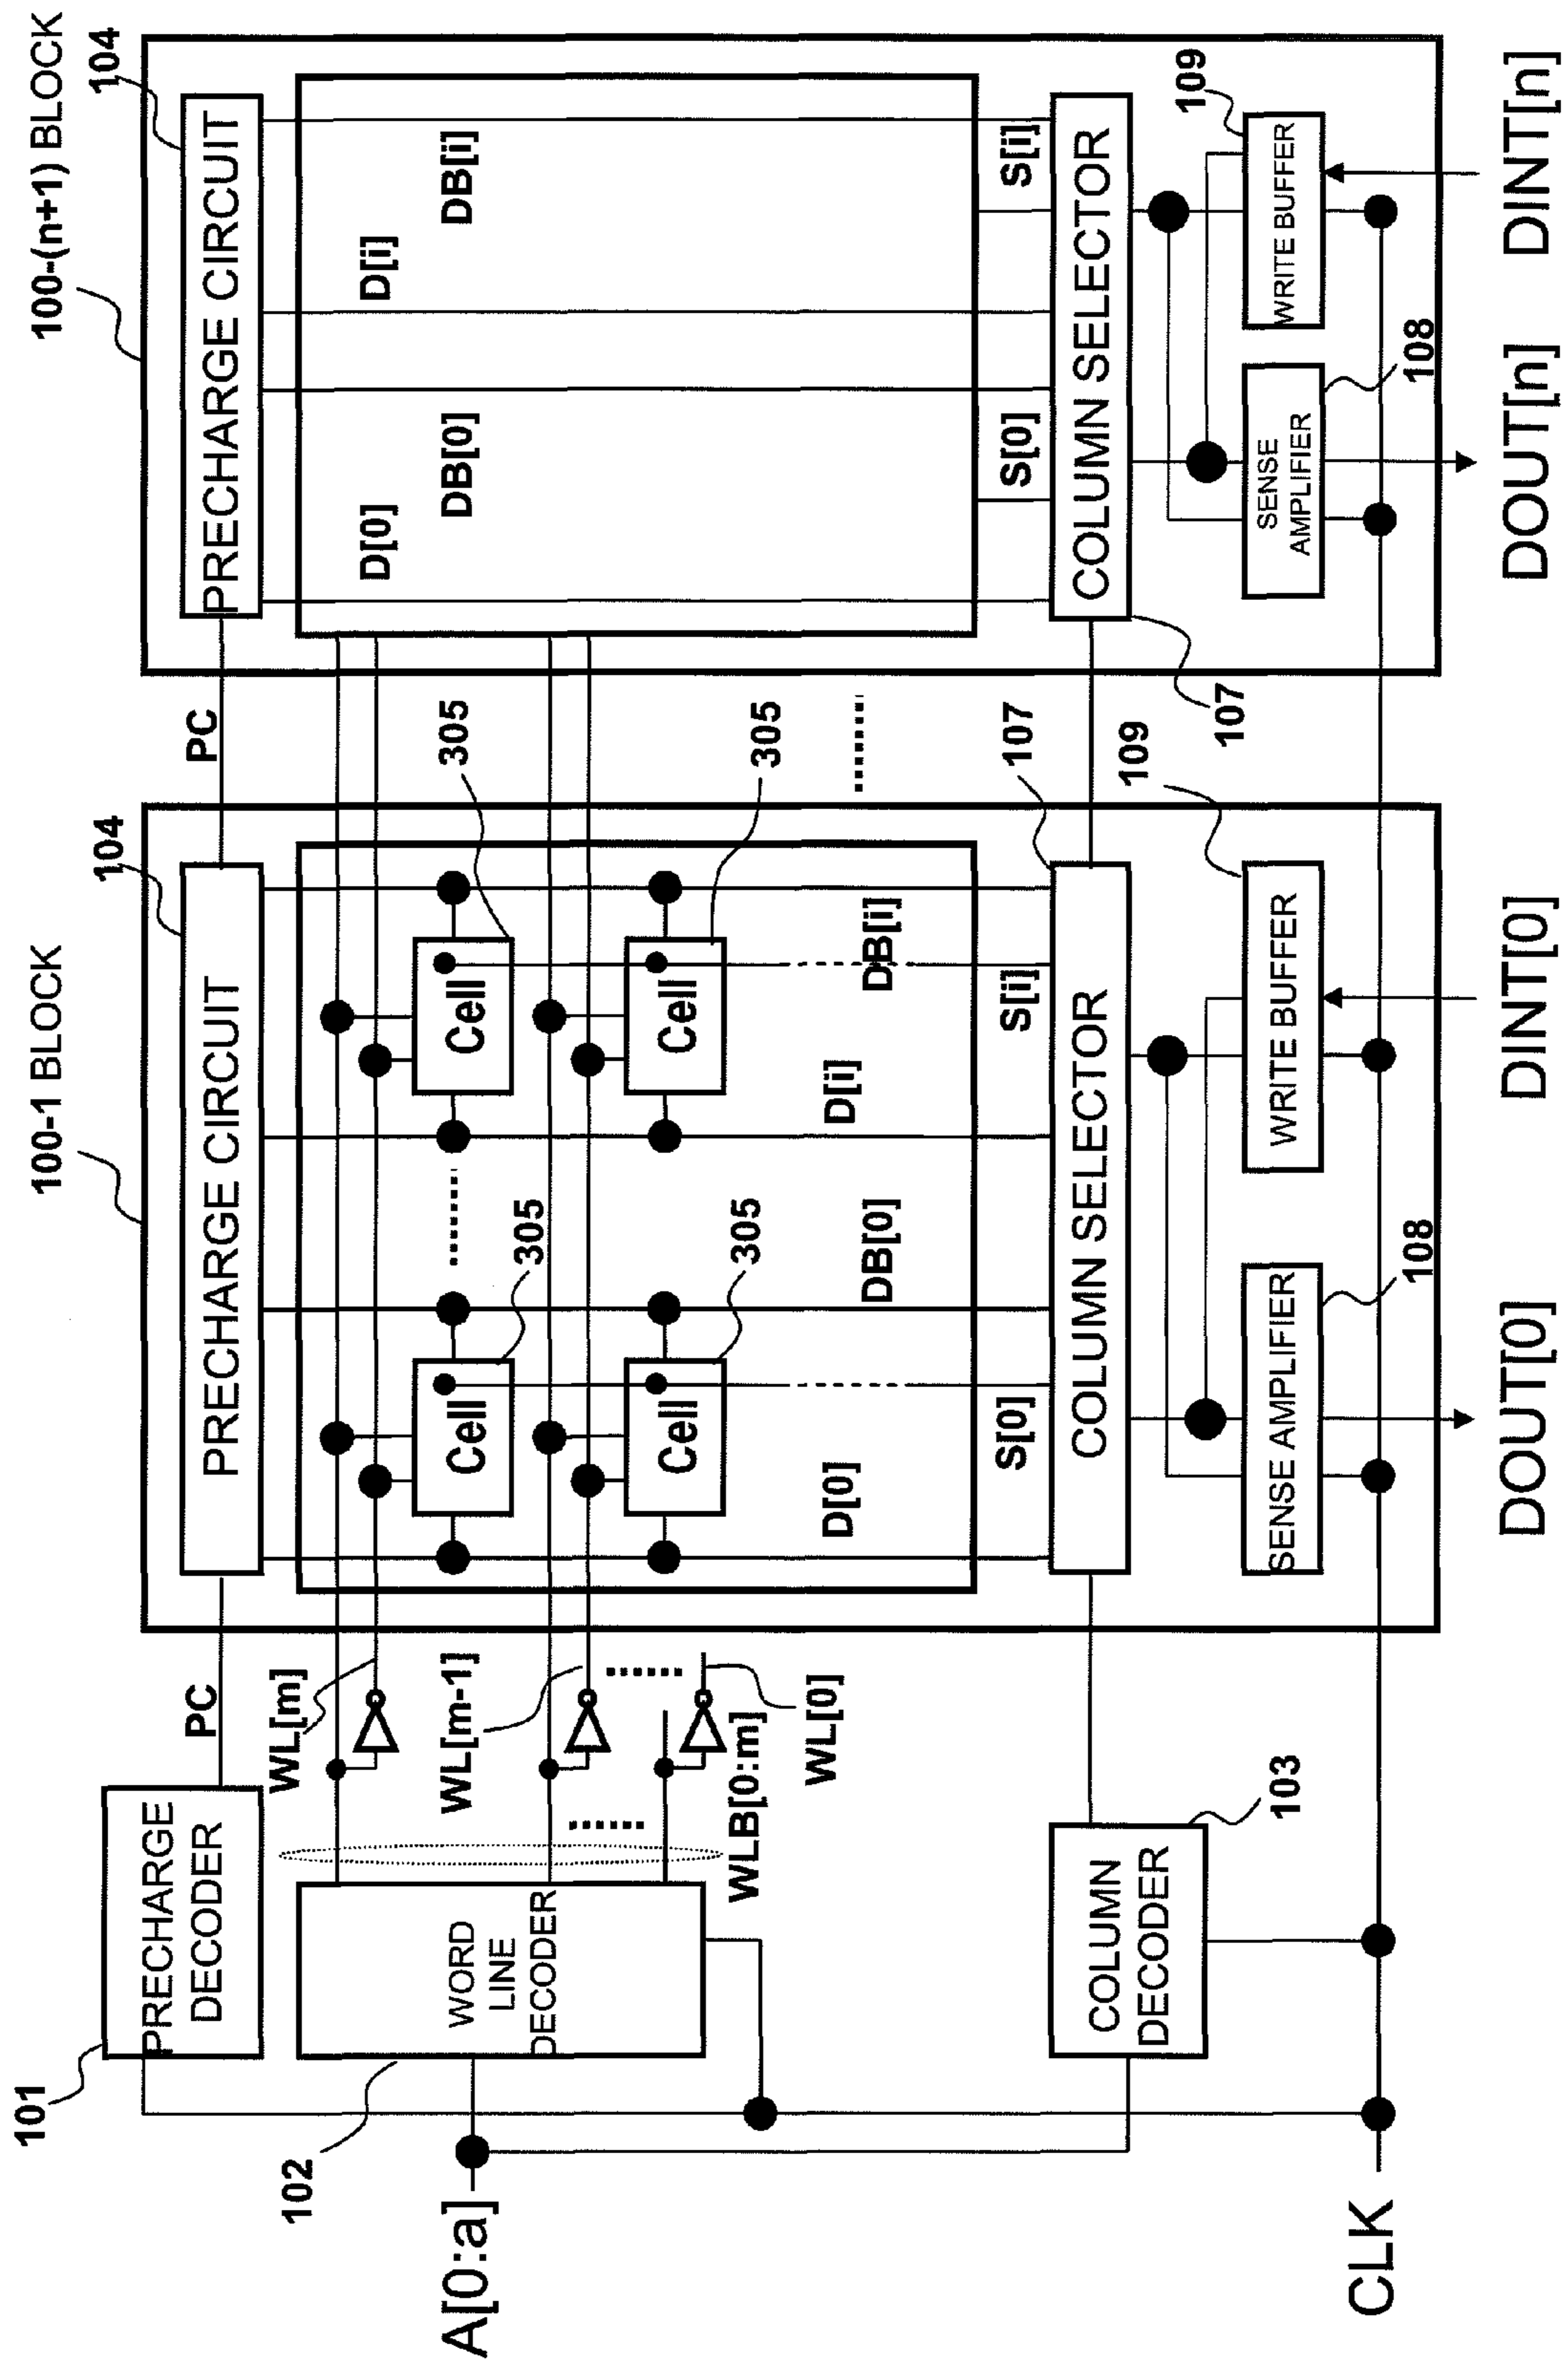 100-1 BLOCK
100-(n+1) BLOCK
101
PRECHARGE
DECODER
PC
104
PRECHARGE CIRCUIT
PC
104
PRECHARGE CIRCUIT
102
WORD
LINE
DECODER
A[0:a]
WL[m]
WL[m-1]
WLB[0:m]
WL[0]
Cell
305
Cell
305
Cell
305
Cell
305
D[0]
DB[0]
D[i]
DB[i]
S[0]
S[i]
D[0]
DB[0]
D[i]
DB[i]
S[0]
S[i]
COLUMN
DECODER
103
COLUMN SELECTOR
107
COLUMN SELECTOR
107
SENSE AMPLIFIER
108
WRITE BUFFER
109
SENSE
AMPLIFIER
108
WRITE BUFFER
109
CLK
DOUT[0]
DINT[0]
DOUT[n]
DINT[n]